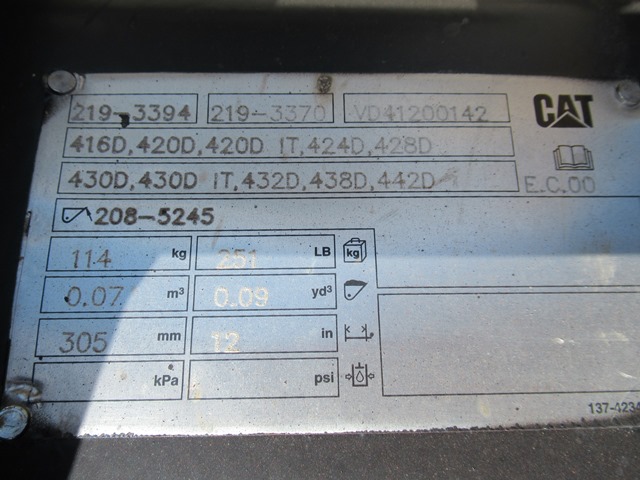 219-3394 219-3370 VD41200142 CAT
416D,420D,420D IT,424D,428D
430D,430D IT,432D,438D,442D E.C.00
208-5245
114 kg 251 LB kg
0.07 m³ 0.09 yd³
305 mm 12 in
kPa psi
137-4234